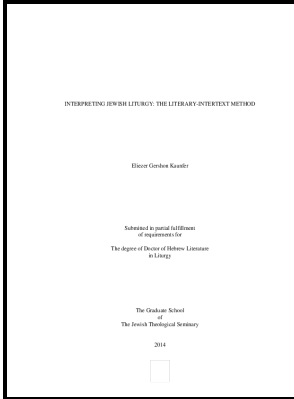 INTERPRETING JEWISH LITURGY: THE LITERARY-INTERTEXT METHOD
Eliezer Gershon Kaunfer
Submitted in partial fulfillment
of requirements for
The degree of Doctor of Hebrew Literature
in Liturgy
The Graduate School
of
The Jewish Theological Seminary
2014